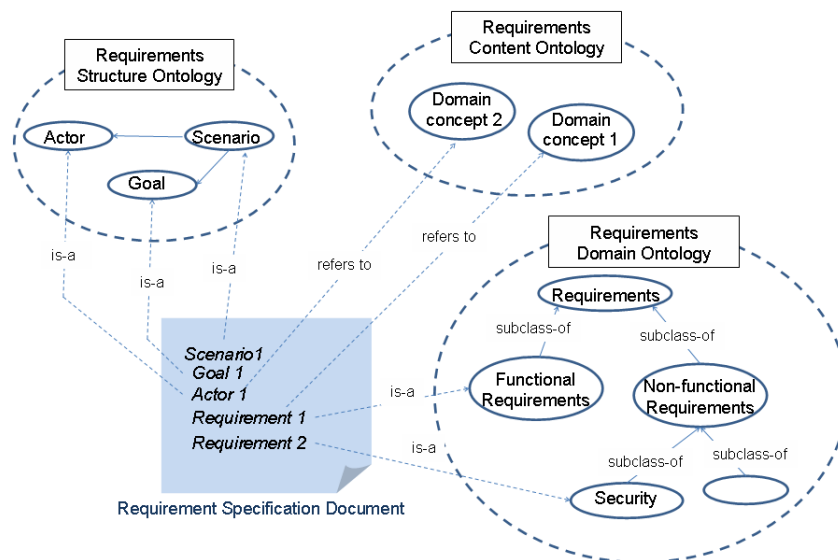 Requirements
Structure Ontology
Actor
Scenario
Goal
Requirements
Content Ontology
Domain
concept 2
Domain
concept 1
is-a
is-a
is-a
refers to
refers to
Requirements
Domain Ontology
Requirements
subclass-of
subclass-of
Functional
Requirements
Non-functional
Requirements
is-a
is-a
subclass-of
subclass-of
Security
Scenario1
Goal 1
Actor 1
Requirement 1
Requirement 2
Requirement Specification Document